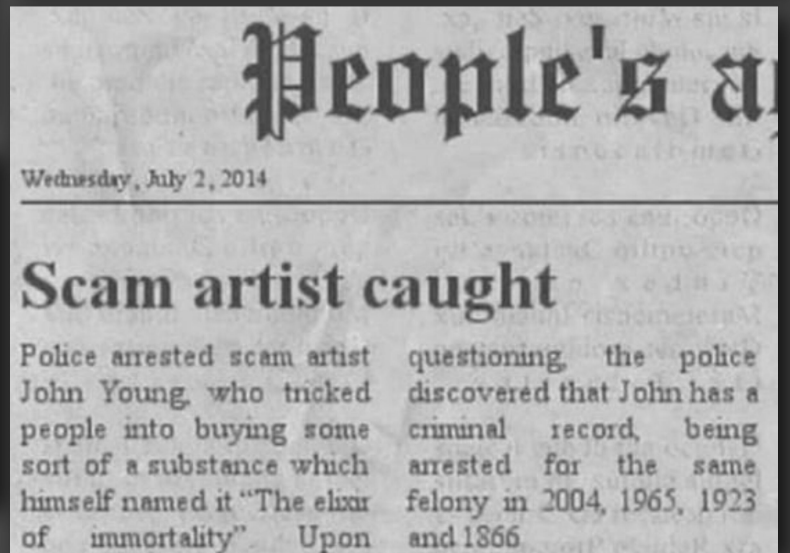 People's a
Wednesday, July 2, 2014
Scam artist caught
Police arrested scam artist
John Young, who tricked
people into buying some
sort of a substance which
himself named it "The elixir
of immortality" Upon
questioning, the police
discovered that John has a
criminal record, being
arrested for the same
felony in 2004, 1965, 1923
and 1866.